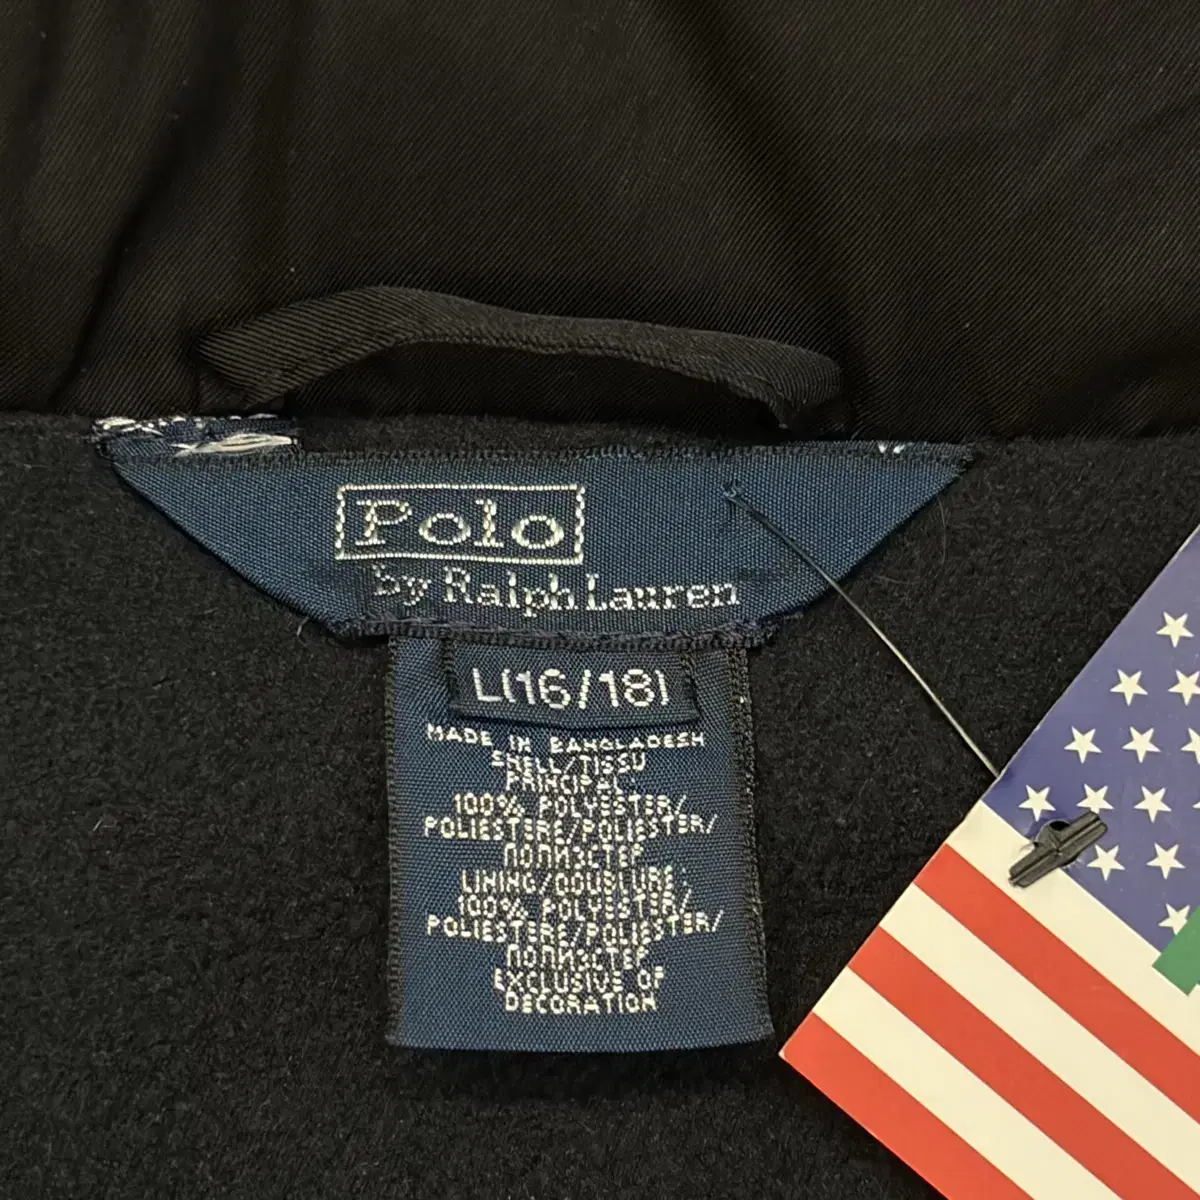 Polo
by Ralph Lauren
L(16/18)
MADE IN BANGLADESH
SHELL/TISSU
PRINCIPAL
100% POLYESTER/
POLIESTERE/POLIESTER/
ПОЛИЭСТЕР
LINING/DOUBLURE:
100% POLYESTER/
POLIESTERE/POLIESTER/
ПОЛИЭСТЕР
EXCLUSIVE OF
DECORATION